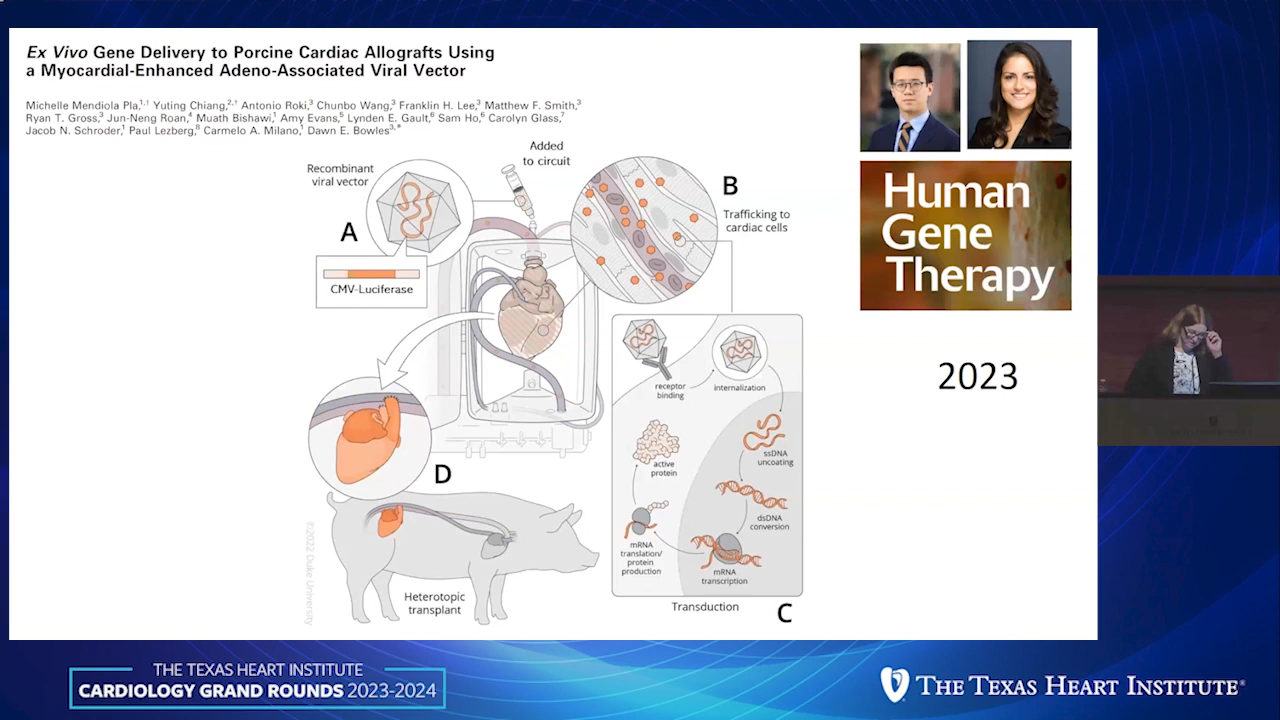 Ex Vivo Gene Delivery to Porcine Cardiac Allografts Using
a Myocardial-Enhanced Adeno-Associated Viral Vector
Michelle Mendiola Pla,1,† Yuting Chiang,2,† Antonio Roki,3 Chunbo Wang,3 Franklin H. Lee,3 Matthew F. Smith,3
Ryan T. Gross,3 Jun-Neng Roan,4 Muath Bishawi,1 Amy Evans,5 Lynden E. Gault,6 Sam Ho,6 Carolyn Glass,7
Jacob N. Schroder,1 Paul Lezberg,8 Carmelo A. Milano,1 Dawn E. Bowles3,*
Added
to circuit
Recombinant
viral vector
A
CMV-Luciferase
B
Trafficking to
cardiac cells
receptor
binding
internalization
ssDNA
uncoating
active
protein
dsDNA
conversion
mRNA
translation/
protein
production
mRNA
transcription
Transduction
C
D
Heterotopic
transplant
©2022 Duke University
Human
Gene
Therapy
2023
THE TEXAS HEART INSTITUTE
CARDIOLOGY GRAND ROUNDS 2023-2024
THE TEXAS HEART INSTITUTE®